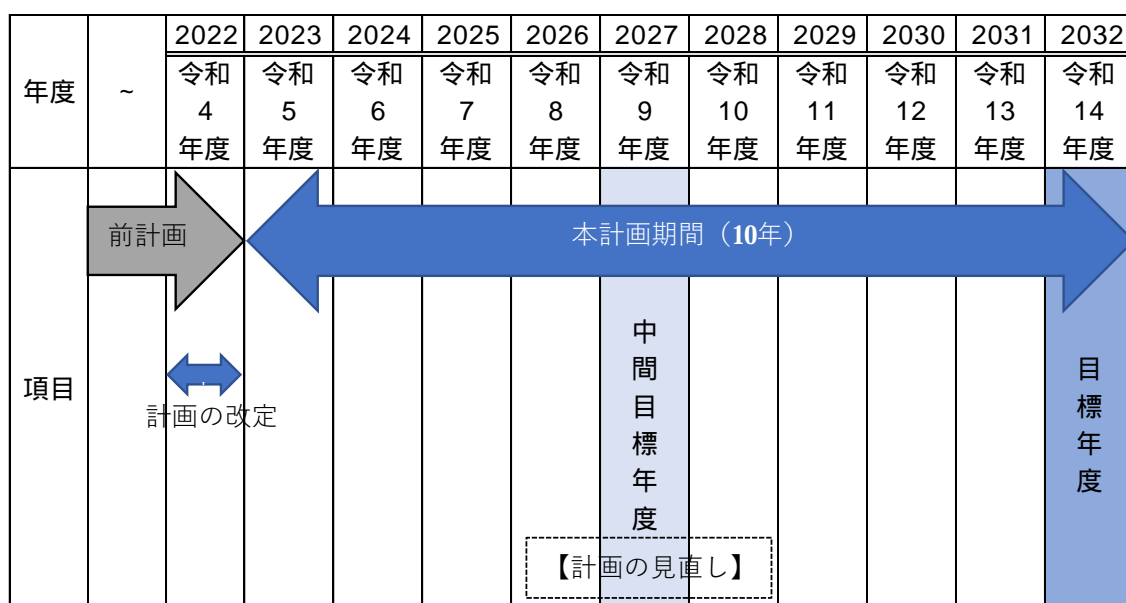 年度 ~ 2022 2023 2024 2025 2026 2027 2028 2029 2030 2031 2032
令和 令和 令和 令和 令和 令和 令和 令和 令和 令和 令和
4 5 6 7 8 9 10 11 12 13 14
年度 年度 年度 年度 年度 年度 年度 年度 年度 年度 年度
項目
前計画
本計画期間（10年）
計画の改定
中間目標年度
目標年度
【計画の見直し】